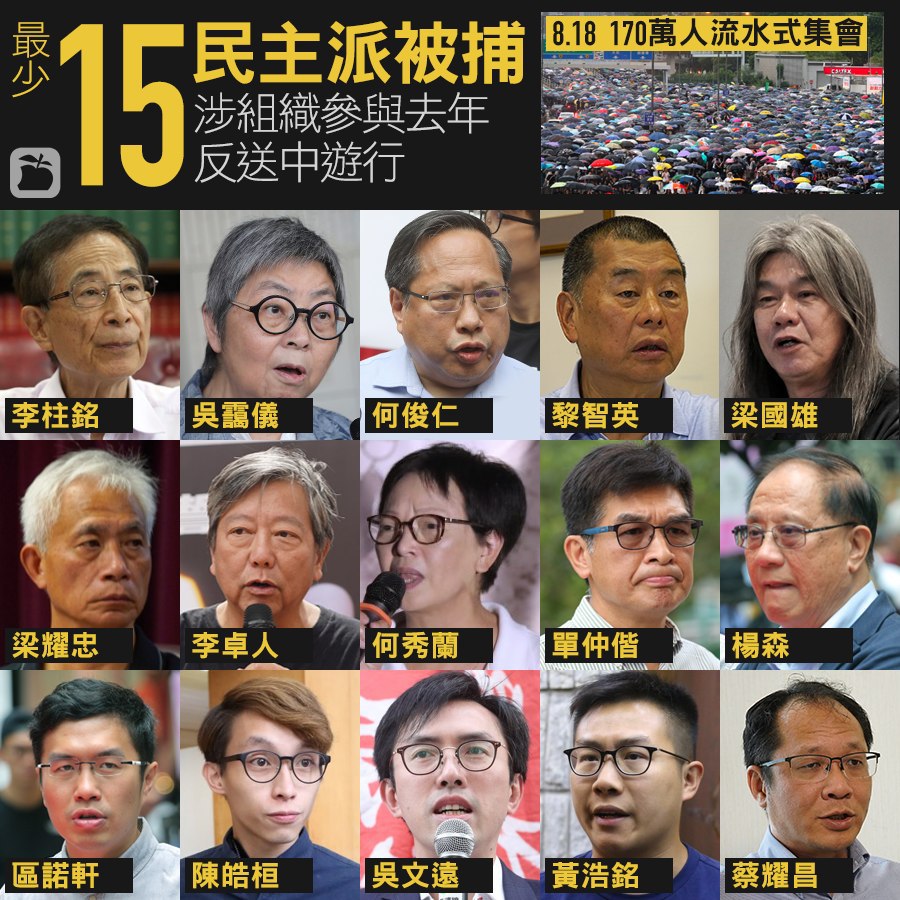 最少
15
民主派被捕
涉組織參與去年
反送中遊行
8.18 170萬人流水式集會
李柱銘
吳靄儀
何俊仁
黎智英
梁國雄
梁耀忠
李卓人
何秀蘭
單仲偕
楊森
區諾軒
陳皓桓
吳文遠
黃浩銘
蔡耀昌